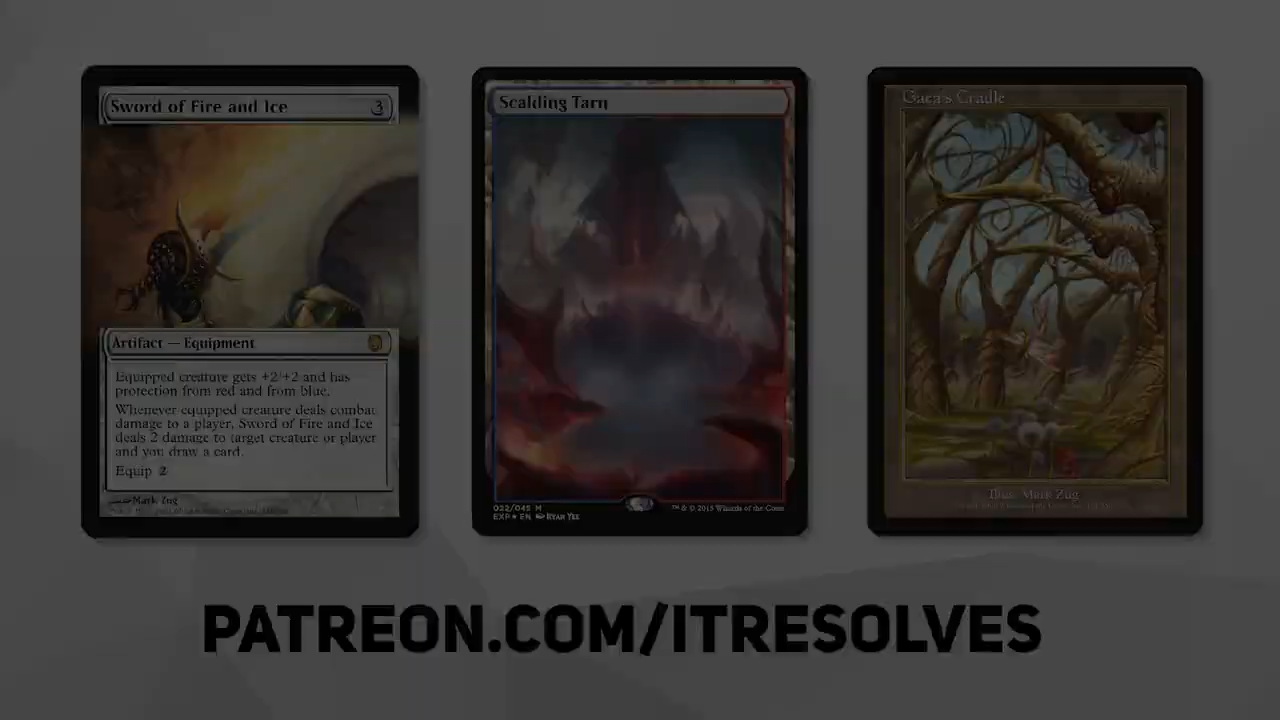 Sword of Fire and Ice 3
Artifact — Equipment
Equipped creature gets +2/+2 and has
protection from red and from blue.
Whenever equipped creature deals combat
damage to a player, Sword of Fire and Ice
deals 2 damage to target creature or player
and you draw a card.
Equip 2
Mark Zug
Scalding Tarn
022/045 M
EXP EN RYAN YEE
™ & © 2015 Wizards of the Coast
Gaea's Cradle
Illus. Mark Zug
PATREON.COM/ITRESOLVES